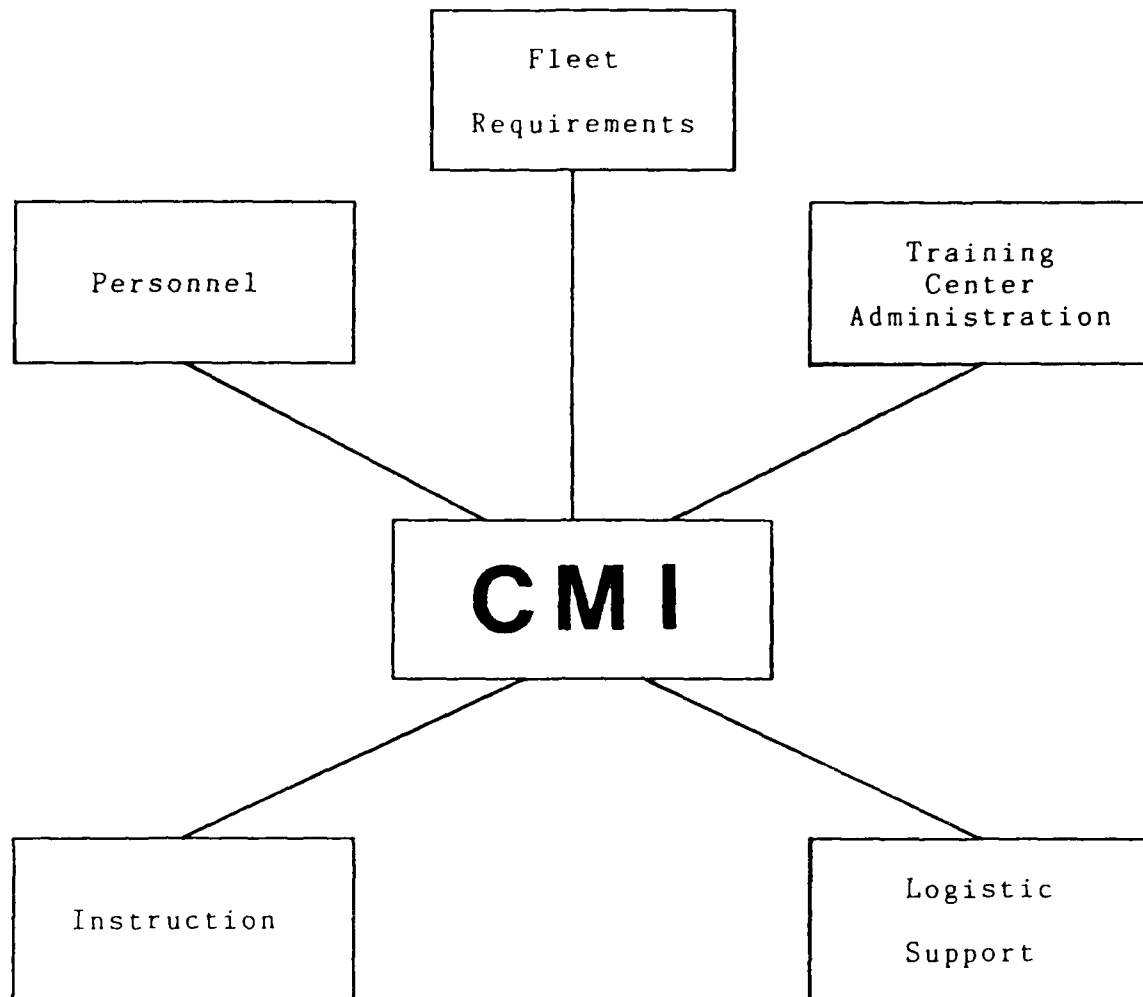 Fleet
Requirements
Personnel
Training
Center
Administration
CMI
Instruction
Logistic
Support